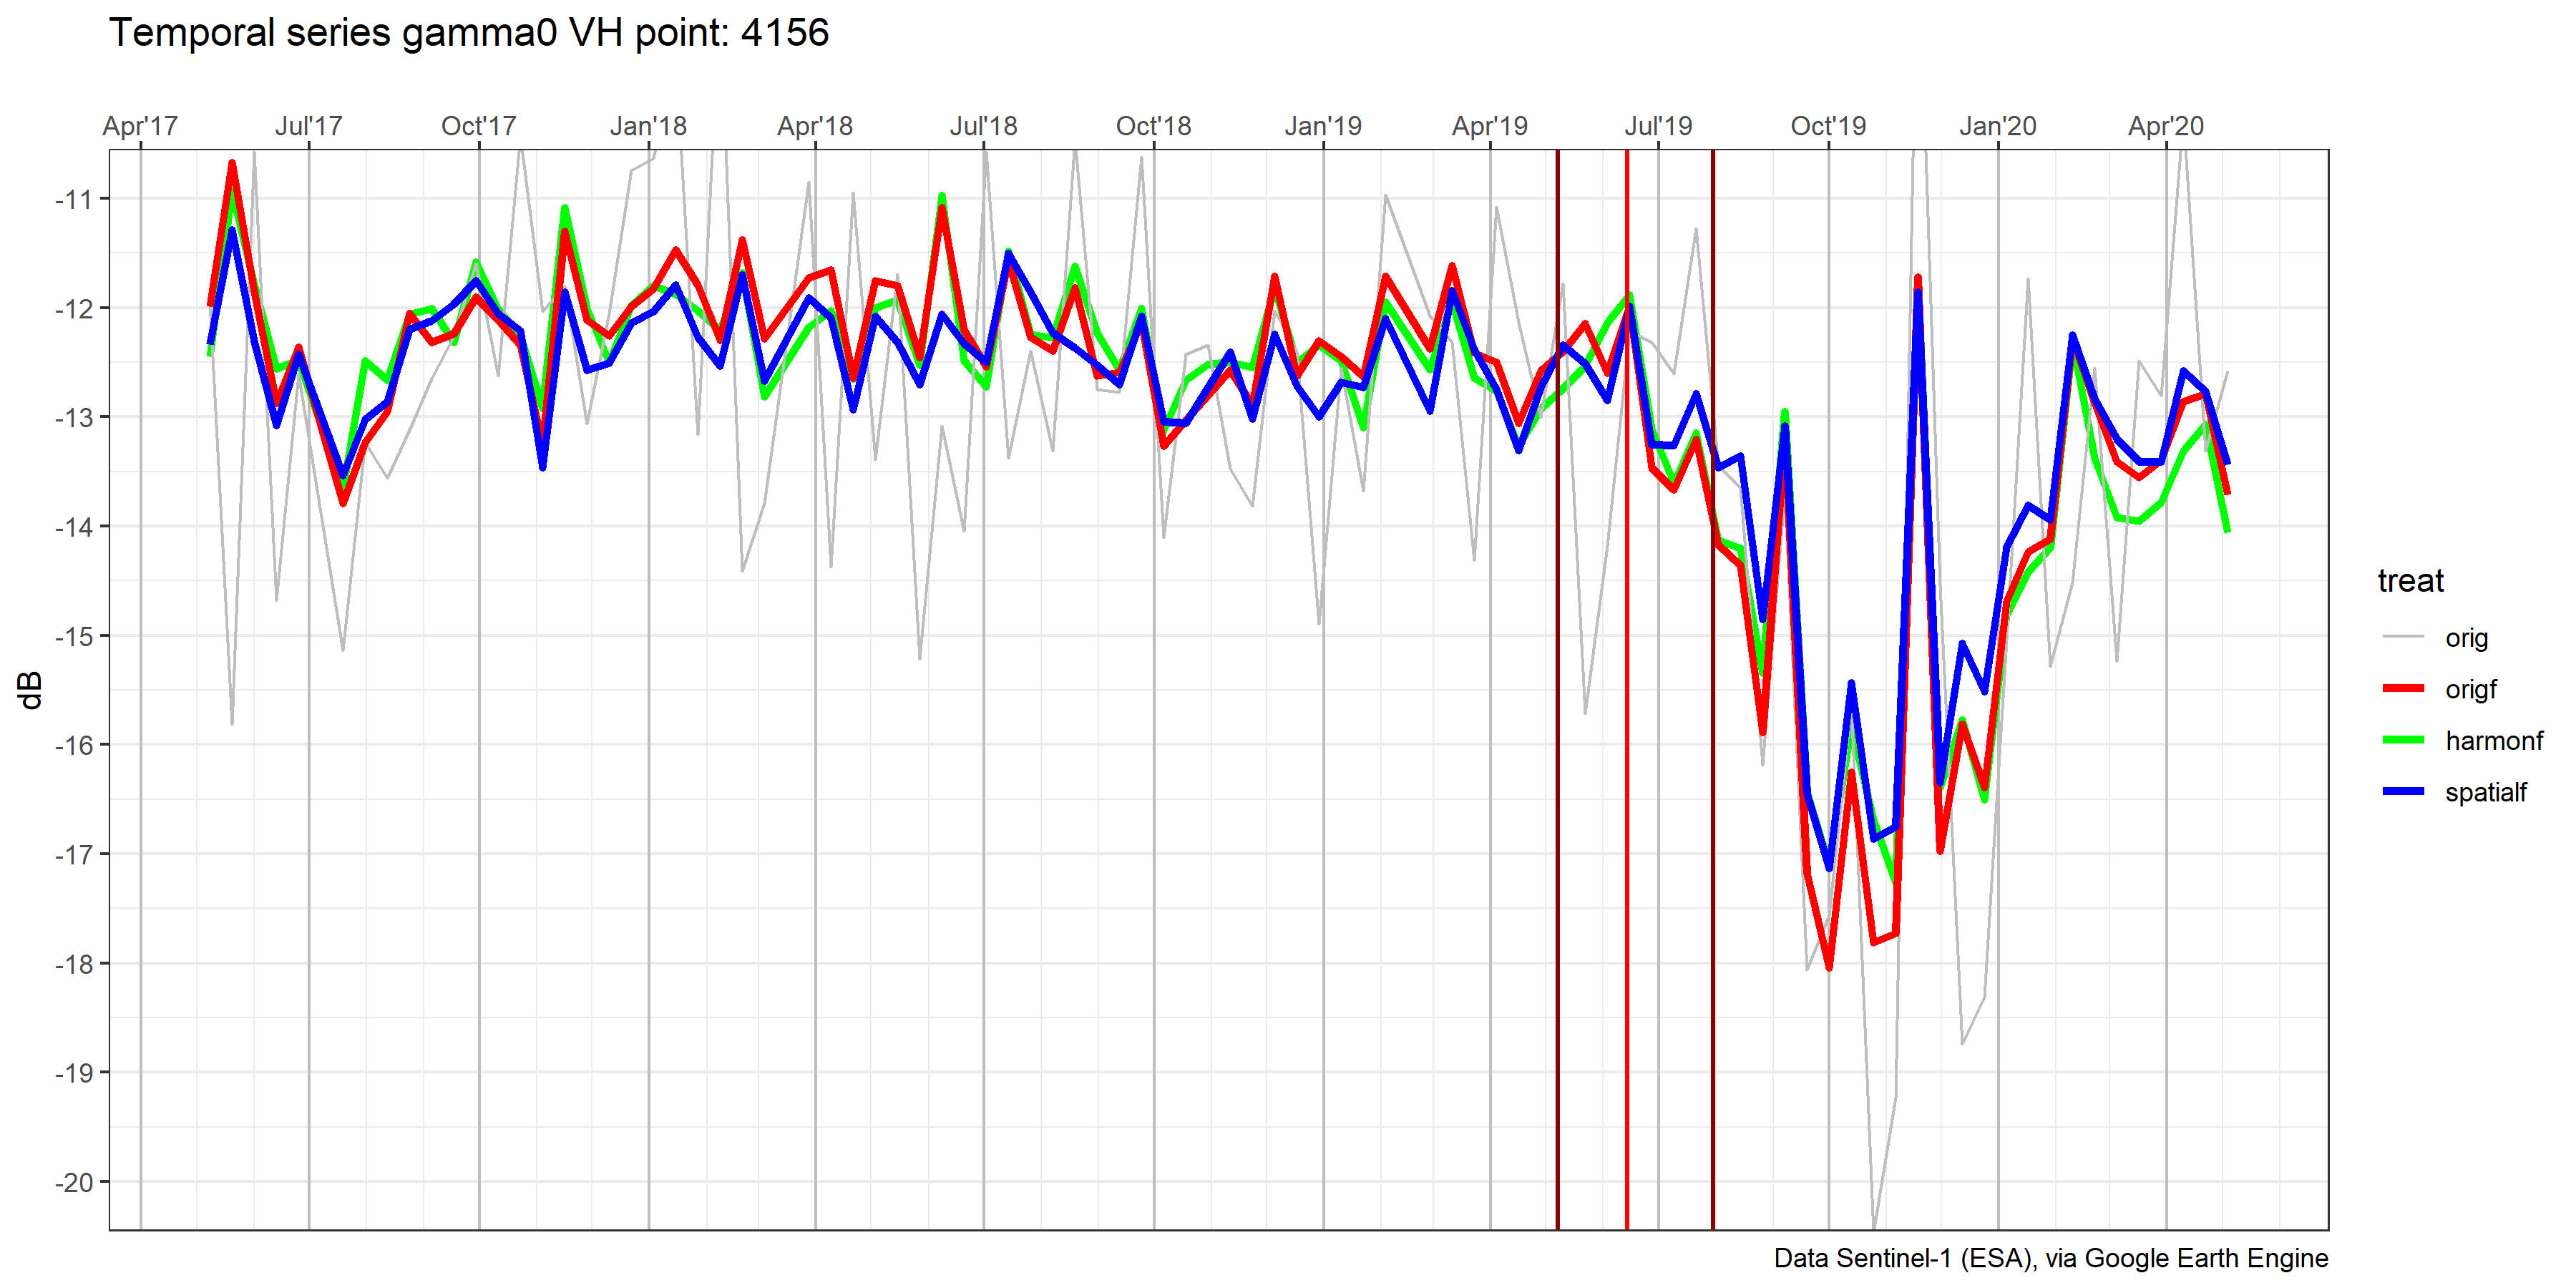 Temporal series gamma0 VH point: 4156
Apr'17 Jul'17 Oct'17 Jan'18 Apr'18 Jul'18 Oct'18 Jan'19 Apr'19 Jul'19 Oct'19 Jan'20 Apr'20
-11
-12
-13
-14
-15
-16
-17
-18
-19
-20
dB
treat
orig
origf
harmonf
spatialf
Data Sentinel-1 (ESA), via Google Earth Engine